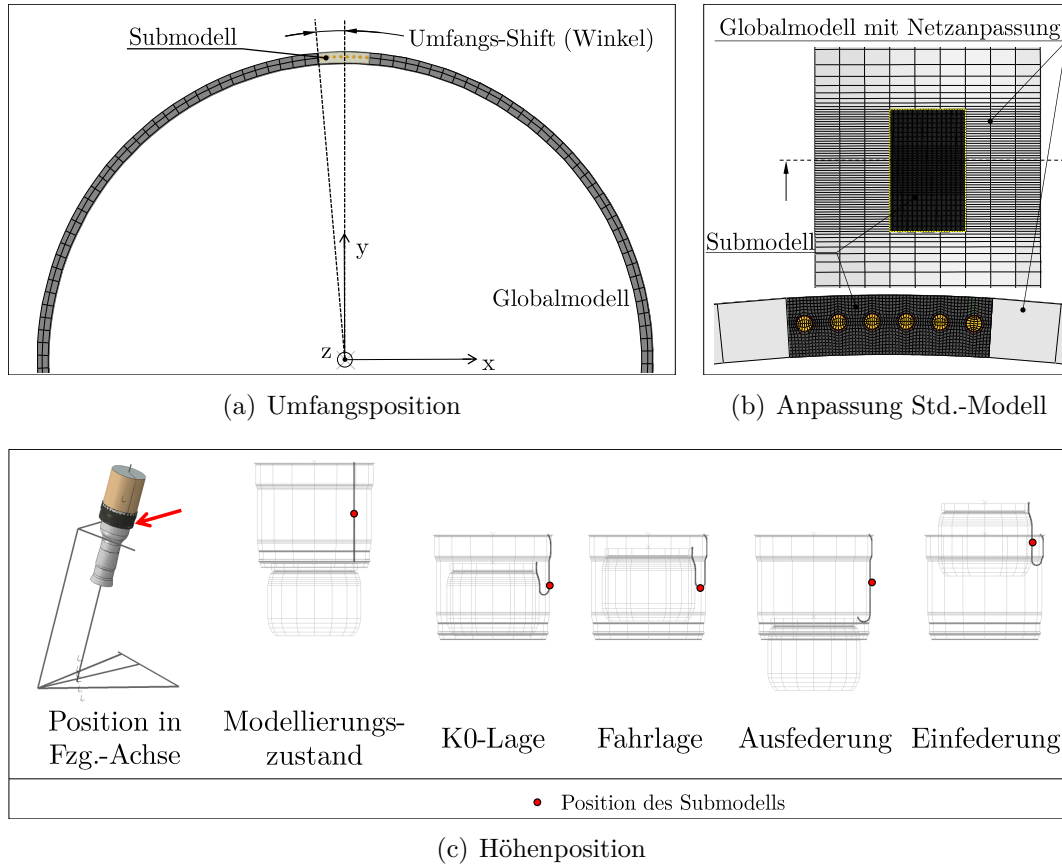 Submodell
Umfangs-Shift (Winkel)
y
Globalmodell
z
x
(a) Umfangsposition
Globalmodell mit Netzanpassung
Submodell
(b) Anpassung Std.-Modell
Position in
Fzg.-Achse
Modellierungs-
zustand
K0-Lage
Fahrlage
Ausfederung
Einfederung
Position des Submodells
(c) Höhenposition